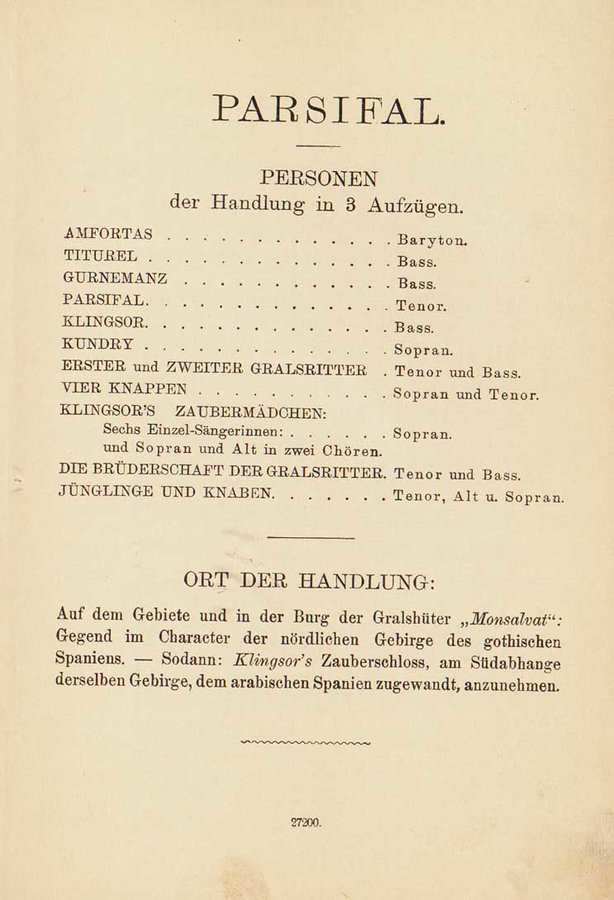 PARSIFAL.
PERSONEN
der Handlung in 3 Aufzügen.
AMFORTAS . . . . . . . . . . . . . Baryton.
TITUREL . . . . . . . . . . . . . . Bass.
GURNEMANZ . . . . . . . . . . . . Bass.
PARSIFAL. . . . . . . . . . . . . . Tenor.
KLINGSOR. . . . . . . . . . . . . . Bass.
KUNDRY . . . . . . . . . . . . . . Sopran.
ERSTER und ZWEITER GRALSRITTER . Tenor und Bass.
VIER KNAPPEN . . . . . . . . . . . Sopran und Tenor.
KLINGSOR'S ZAUBERMÄDCHEN:
Sechs Einzel-Sängerinnen: . . . . . . Sopran.
und Sopran und Alt in zwei Chören.
DIE BRÜDERSCHAFT DER GRALSRITTER. Tenor und Bass.
JÜNGLINGE UND KNABEN. . . . . . . Tenor, Alt u. Sopran.
ORT DER HANDLUNG:
Auf dem Gebiete und in der Burg der Gralshüter „Monsalvat“:
Gegend im Character der nördlichen Gebirge des gothischen
Spaniens. — Sodann: Klingsor's Zauberschloss, am Südabhange
derselben Gebirge, dem arabischen Spanien zugewandt, anzunehmen.
27200.